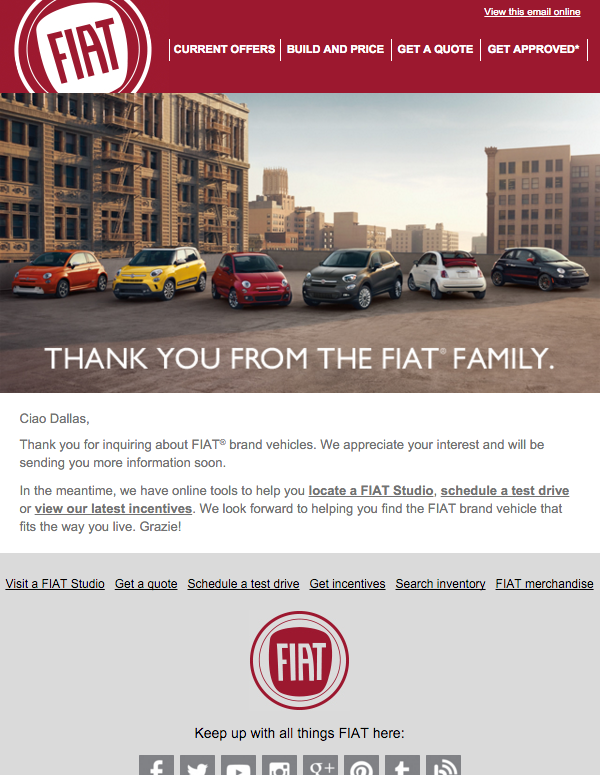 View this email online
FIAT
CURRENT OFFERS
BUILD AND PRICE
GET A QUOTE
GET APPROVED*
THANK YOU FROM THE FIAT® FAMILY.
Ciao Dallas,
Thank you for inquiring about FIAT® brand vehicles. We appreciate your interest and will be
sending you more information soon.
In the meantime, we have online tools to help you locate a FIAT Studio, schedule a test drive
or view our latest incentives. We look forward to helping you find the FIAT brand vehicle that
fits the way you live. Grazie!
Visit a FIAT Studio
Get a quote
Schedule a test drive
Get incentives
Search inventory
FIAT merchandise
FIAT
Keep up with all things FIAT here: